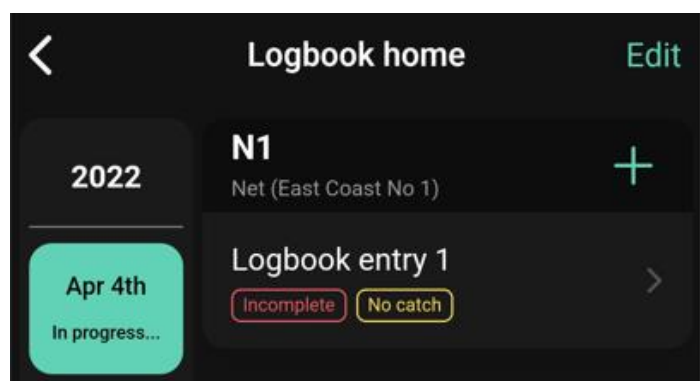 Logbook home
Edit
2022
Apr 4th
In progress...
N1
Net (East Coast No 1)
Logbook entry 1
Incomplete
No catch